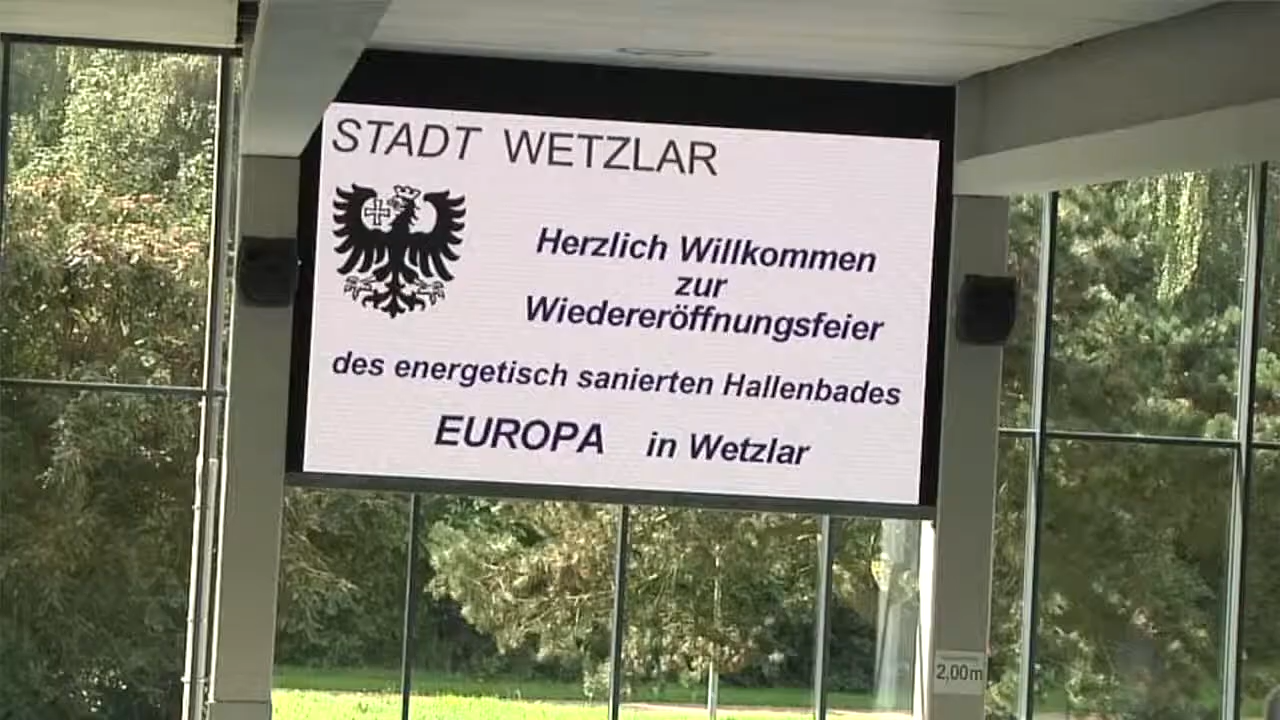 STADT WETZLAR
Herzlich Willkommen
zur
Wiedereröffnungsfeier
des energetisch sanierten Hallenbades
EUROPA in Wetzlar
2,00m